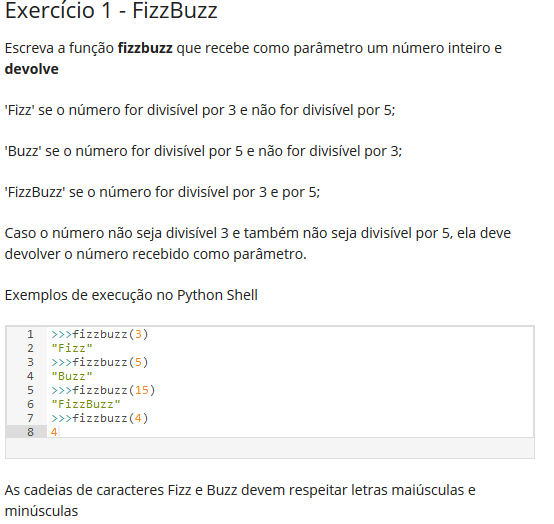 Exercício 1 - FizzBuzz
Escreva a função fizzbuzz que recebe como parâmetro um número inteiro e
devolve
'Fizz' se o número for divisível por 3 e não for divisível por 5;
'Buzz' se o número for divisível por 5 e não for divisível por 3;
'FizzBuzz' se o número for divisível por 3 e por 5;
Caso o número não seja divisível 3 e também não seja divisível por 5, ela deve
devolver o número recebido como parâmetro.
Exemplos de execução no Python Shell
1 >>>fizzbuzz(3)
2 "Fizz"
3 >>>fizzbuzz(5)
4 "Buzz"
5 >>>fizzbuzz(15)
6 "FizzBuzz"
7 >>>fizzbuzz(4)
8 4
As cadeias de caracteres Fizz e Buzz devem respeitar letras maiúsculas e
minúsculas